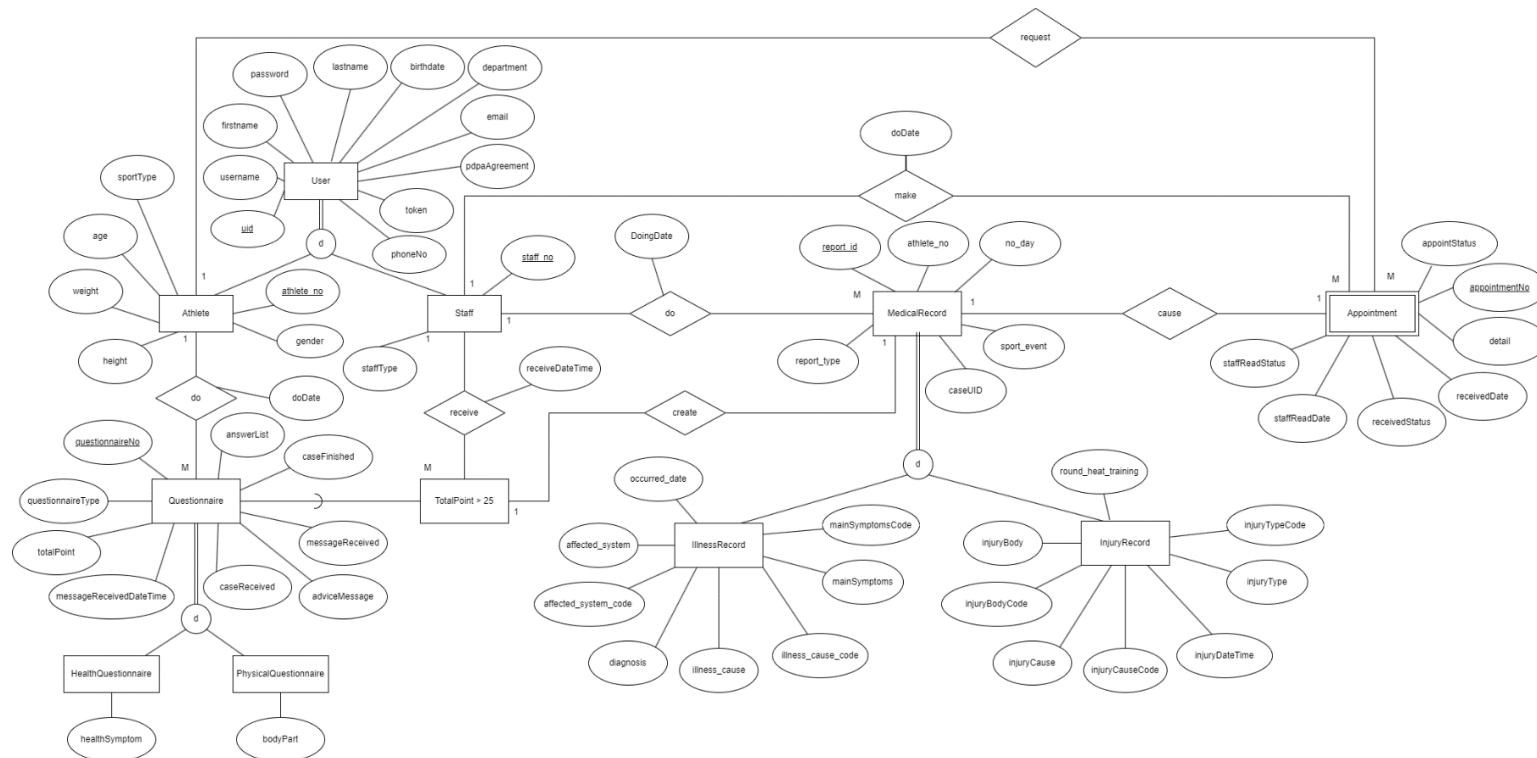 request
lastname
birthdate
department
password
email
firstname
doDate
pdpaAgreement
sportType
username
User
make
token
uid
d
age
phoneNo
staff_no
DoingDate
report_id
athlete_no
no_day
appointStatus
1
weight
athlete_no
1
M
1
M
M
1
appointmentNo
Athlete
Staff
do
MedicalRecord
cause
Appointment
1
1
1
1
gender
detail
height
staffType
report_type
sport_event
staffReadStatus
receiveDateTime
caseUID
receivedDate
do
doDate
receive
create
staffReadDate
receivedStatus
questionnaireNo
answerList
caseFinished
M
M
d
round_heat_training
occurred_date
questionnaireType
Questionnaire
TotalPoint > 25
1
mainSymptomsCode
injuryTypeCode
totalPoint
messageReceived
affected_system
IllnessRecord
injuryBody
InjuryRecord
messageReceivedDateTime
caseReceived
adviceMessage
mainSymptoms
injuryType
affected_system_code
injuryBodyCode
d
diagnosis
illness_cause
illness_cause_code
injuryCause
injuryCauseCode
injuryDateTime
HealthQuestionnaire
PhysicalQuestionnaire
healthSymptom
bodyPart